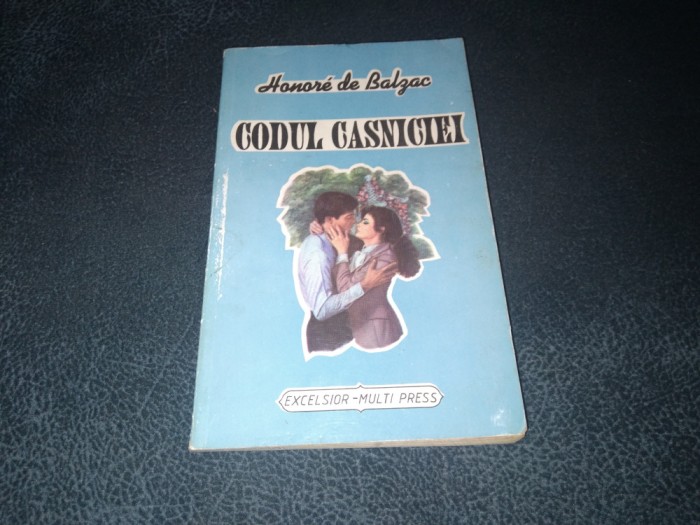 Honoré de Balzac
CODUL CASNICIEI
EXCELSIOR-MULTI PRESS